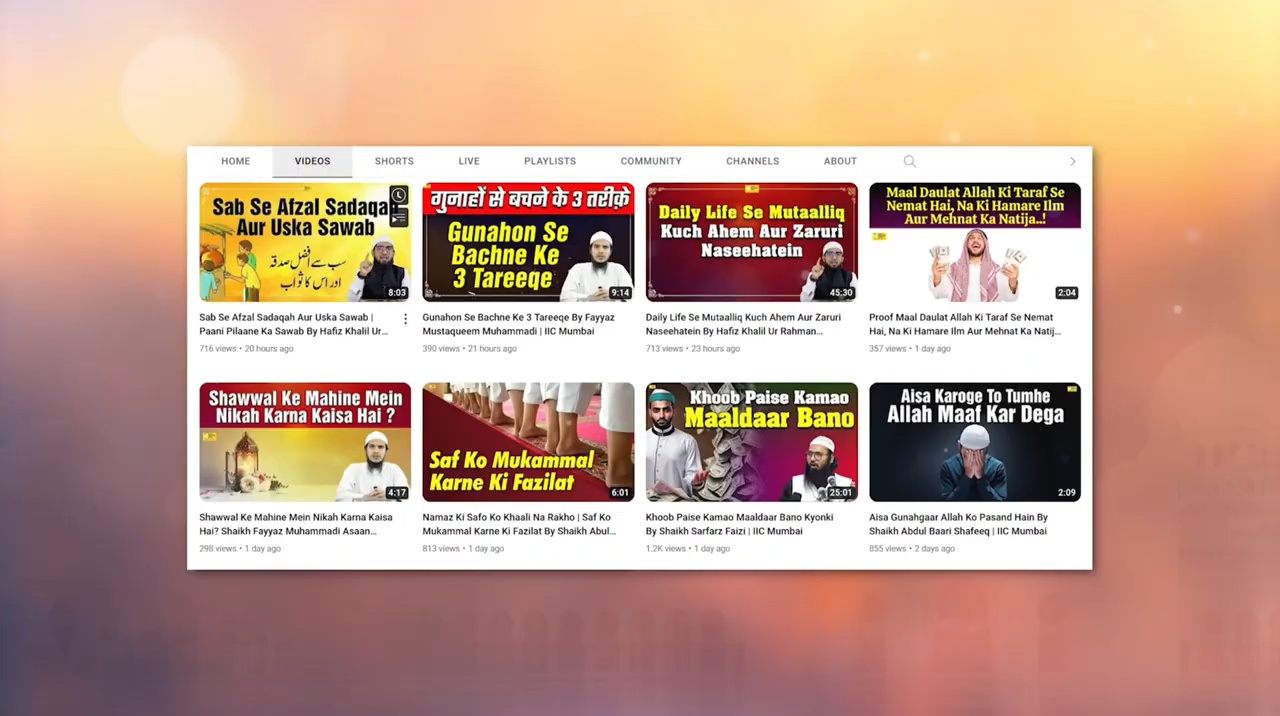 HOME VIDEOS SHORTS LIVE PLAYLISTS COMMUNITY CHANNELS ABOUT
Sab Se Afzal Sadaqah
Aur Uska Sawab
سب سے افضل صدقہ
اور اس کا ثواب
8:03
Sab Se Afzal Sadaqah Aur Uska Sawab |
Paani Pilaane Ka Sawab By Hafiz Khalil Ur...
716 views • 20 hours ago
गुनाहों से बचने के 3 तरीक़े
Gunahon Se
Bachne Ke
3 Tareeqe
9:14
Gunahon Se Bachne Ke 3 Tareeqe By Fayyaz
Mustaqueem Muhammadi | IIC Mumbai
390 views • 21 hours ago
Daily Life Se Mutaalliq
Kuch Ahem Aur Zaruri
Naseehatein
45:30
Daily Life Se Mutaalliq Kuch Ahem Aur Zaruri
Naseehatein By Hafiz Khalil Ur Rahman...
713 views • 23 hours ago
Maal Daulat Allah Ki Taraf Se
Nemat Hai, Na Ki Hamare Ilm
Aur Mehnat Ka Natija..!
2:04
Proof Maal Daulat Allah Ki Taraf Se Nemat
Hai, Na Ki Hamare Ilm Aur Mehnat Ka Natij...
357 views • 1 day ago
Shawwal Ke Mahine Mein
Nikah Karna Kaisa Hai ?
4:17
Shawwal Ke Mahine Mein Nikah Karna Kaisa
Hai? Shaikh Fayyaz Muhammadi Asaan...
298 views • 1 day ago
Saf Ko Mukammal
Karne Ki Fazilat
6:01
Namaz Ki Safo Ko Khaali Na Rakho | Saf Ko
Mukammal Karne Ki Fazilat By Shaikh Abul...
813 views • 1 day ago
Khoob Paise Kamao
Maaldaar Bano
25:01
Khoob Paise Kamao Maaldaar Bano Kyonki
By Shaikh Sarfarz Faizi | IIC Mumbai
1.2K views • 1 day ago
Aisa Karoge To Tumhe
Allah Maaf Kar Dega
2:09
Aisa Gunahgaar Allah Ko Pasand Hain By
Shaikh Abdul Baari Shafeeq | IIC Mumbai
855 views • 2 days ago